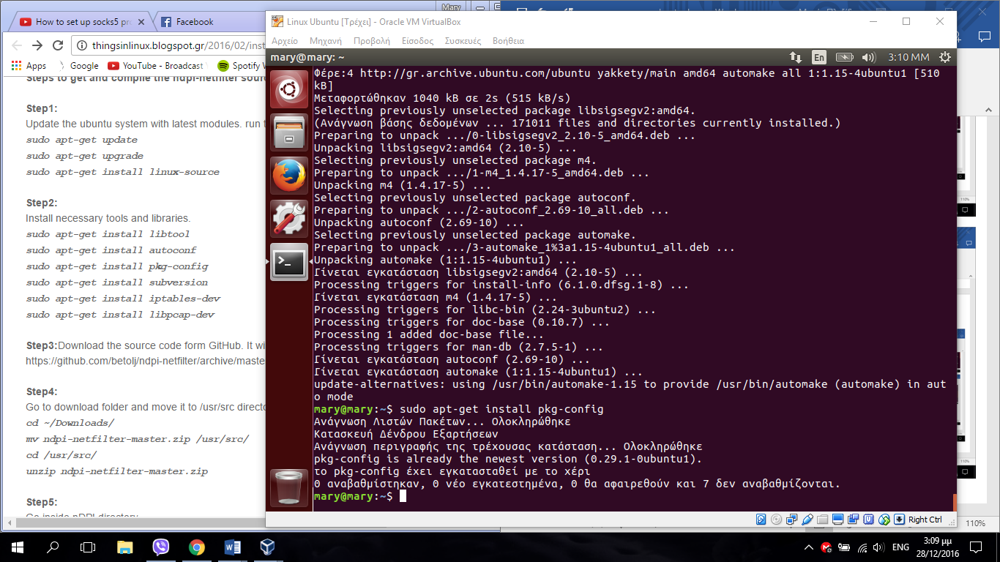 Mary
How to set up socks5 pr
Facebook
thingsinlinux.blogspot.gr/2016/02/inst
Apps
Google
YouTube - Broadcast
Spotify W
Steps to get and compile the ndpi-netfilter sour
Step1:
Update the ubuntu system with latest modules. run t
sudo apt-get update
sudo apt-get upgrade
sudo apt-get install linux-source
Step2:
Install necessary tools and libraries.
sudo apt-get install libtool
sudo apt-get install autoconf
sudo apt-get install pkg-config
sudo apt-get install subversion
sudo apt-get install iptables-dev
sudo apt-get install libpcap-dev
Step3:Download the source code form GitHub. It wi
https://github.com/betolj/ndpi-netfilter/archive/maste
Step4:
Go to download folder and move it to /usr/src directo
cd ~/Downloads/
mv ndpi-netfilter-master.zip /usr/src/
cd /usr/src/
unzip ndpi-netfilter-master.zip
Step5:
Go inside nDPI directory
Linux Ubuntu [Τρέχει] - Oracle VM VirtualBox
Αρχείο Μηχανή Προβολή Είσοδος Συσκευές Βοήθεια
mary@mary: ~
En
3:10 ΜΜ
Φέρε:4 http://gr.archive.ubuntu.com/ubuntu yakkety/main amd64 automake all 1:1.15-4ubuntu1 [510
kB]
Μεταφορτώθηκαν 1040 kB σε 2s (515 kB/s)
Selecting previously unselected package libsigsegv2:amd64.
(Ανάγνωση βάσης δεδομένων ... 171011 files and directories currently installed.)
Preparing to unpack .../0-libsigsegv2_2.10-5_amd64.deb ...
Unpacking libsigsegv2:amd64 (2.10-5) ...
Selecting previously unselected package m4.
Preparing to unpack .../1-m4_1.4.17-5_amd64.deb ...
Unpacking m4 (1.4.17-5) ...
Selecting previously unselected package autoconf.
Preparing to unpack .../2-autoconf_2.69-10_all.deb ...
Unpacking autoconf (2.69-10) ...
Selecting previously unselected package automake.
Preparing to unpack .../3-automake_1%3a1.15-4ubuntu1_all.deb ...
Unpacking automake (1:1.15-4ubuntu1) ...
Γίνεται εγκατάσταση libsigsegv2:amd64 (2.10-5) ...
Processing triggers for install-info (6.1.0.dfsg.1-8) ...
Γίνεται εγκατάσταση m4 (1.4.17-5) ...
Processing triggers for libc-bin (2.24-3ubuntu2) ...
Processing triggers for doc-base (0.10.7) ...
Processing 1 added doc-base file...
Processing triggers for man-db (2.7.5-1) ...
Γίνεται εγκατάσταση autoconf (2.69-10) ...
Γίνεται εγκατάσταση automake (1:1.15-4ubuntu1) ...
update-alternatives: using /usr/bin/automake-1.15 to provide /usr/bin/automake (automake) in aut
o mode
mary@mary:~$ sudo apt-get install pkg-config
Ανάγνωση Λιστών Πακέτων... Ολοκληρώθηκε
Κατασκευή Δένδρου Εξαρτήσεων
Ανάγνωση περιγραφής της τρέχουσας κατάσταση... Ολοκληρώθηκε
pkg-config is already the newest version (0.29.1-0ubuntu1).
το pkg-config έχει εγκατασταθεί με το χέρι
0 αναβαθμίστηκαν, 0 νέο εγκατεστημένα, 0 θα αφαιρεθούν και 7 δεν αναβαθμίζονται.
mary@mary:~$
Right Ctrl
110%
ENG
3:09 μμ
28/12/2016